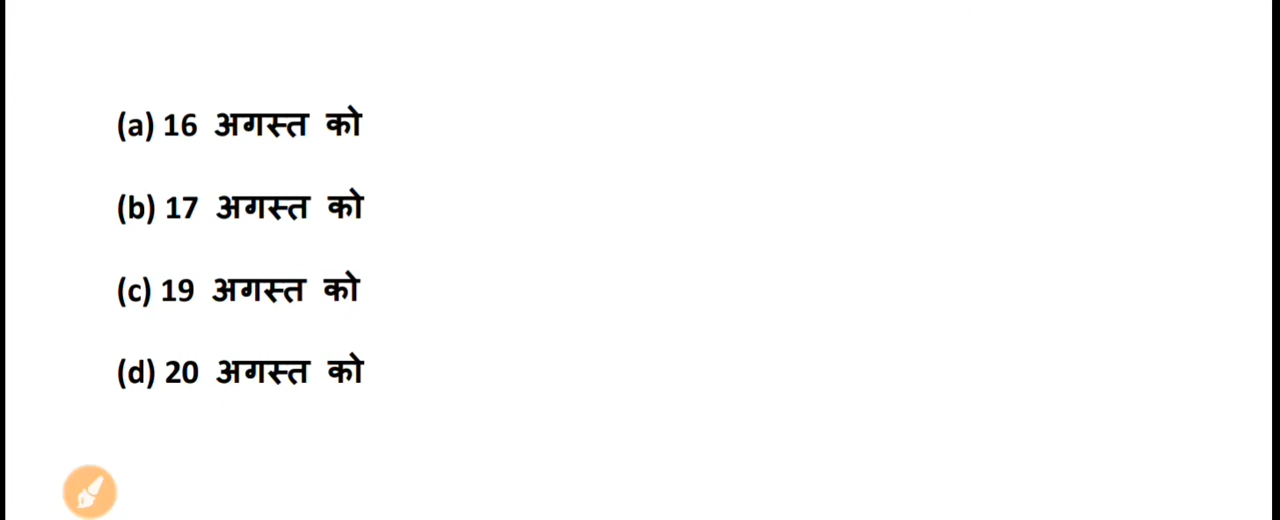 (a) 16 अगस्त को
(b) 17 अगस्त को
(c) 19 अगस्त को
(d) 20 अगस्त को